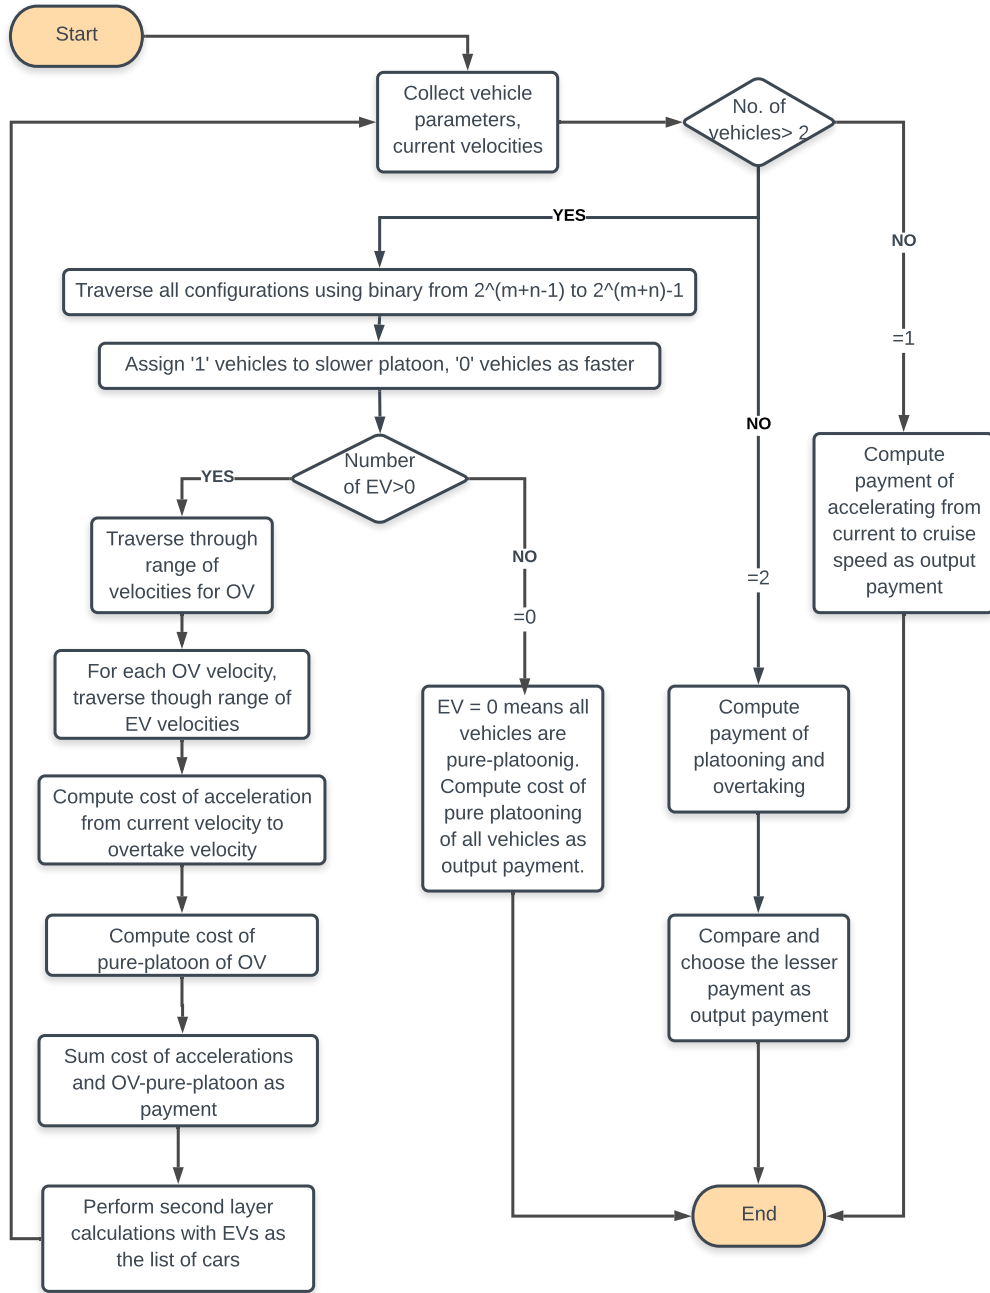 Start
Collect vehicle
parameters,
current velocities
No. of
vehicles> 2
YES
NO
=1
Traverse all configurations using binary from 2^(m+n-1) to 2^(m+n)-1
Assign '1' vehicles to slower platoon, '0' vehicles as faster
NO
=2
Number
of EV>0
YES
NO
=0
Compute
payment of
accelerating from
current to cruise
speed as output
payment
Traverse through
range of
velocities for OV
For each OV velocity,
traverse though range of
EV velocities
Compute cost of acceleration
from current velocity to
overtake velocity
Compute cost of
pure-platoon of OV
Sum cost of accelerations
and OV-pure-platoon as
payment
Perform second layer
calculations with EVs as
the list of cars
EV = 0 means all
vehicles are
pure-platoonig.
Compute cost of
pure platooning
of all vehicles as
output payment.
Compute
payment of
platooning and
overtaking
Compare and
choose the lesser
payment as
output payment
End